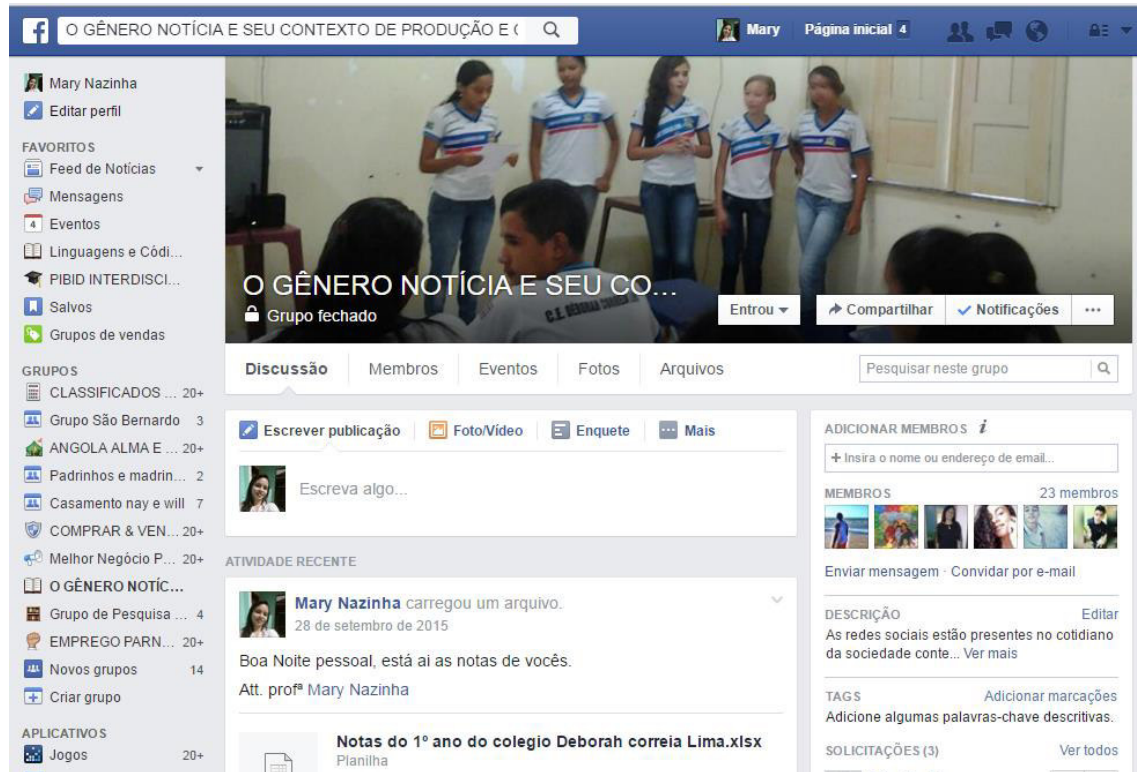 O GÊNERO NOTÍCIA E SEU CONTEXTO DE PRODUÇÃO E (
Mary
Página inicial 4
Mary Nazinha
Editar perfil
FAVORITOS
Feed de Notícias
Mensagens
4 Eventos
Linguagens e Códi...
PIBID INTERDISCI...
Salvos
Grupos de vendas
GRUPOS
CLASSIFICADOS ... 20+
Grupo São Bernardo 3
ANGOLA ALMA E ... 20+
Padrinhos e madrin... 2
Casamento nay e will 7
COMPRAR & VEN... 20+
Melhor Negócio P... 20+
O GÊNERO NOTÍC...
Grupo de Pesquisa ... 4
EMPREGO PARN... 20+
Novos grupos 14
Criar grupo
APLICATIVOS
Jogos 20+
O GÊNERO NOTÍCIA E SEU CO...
Grupo fechado
Entrou
Compartilhar
Notificações
...
Discussão
Membros
Eventos
Fotos
Arquivos
Pesquisar neste grupo
Escrever publicação
Foto/Vídeo
Enquete
Mais
Escreva algo...
ATIVIDADE RECENTE
Mary Nazinha carregou um arquivo.
28 de setembro de 2015
Boa Noite pessoal, está ai as notas de vocês.
Att. profª Mary Nazinha
Notas do 1º ano do colegio Deborah correia Lima.xlsx
Planilha
ADICIONAR MEMBROS i
+ Insira o nome ou endereço de email...
MEMBROS 23 membros
Enviar mensagem · Convidar por e-mail
DESCRIÇÃO Editar
As redes sociais estão presentes no cotidiano
da sociedade conte... Ver mais
TAGS Adicionar marcações
Adicione algumas palavras-chave descritivas.
SOLICITAÇÕES (3) Ver todos